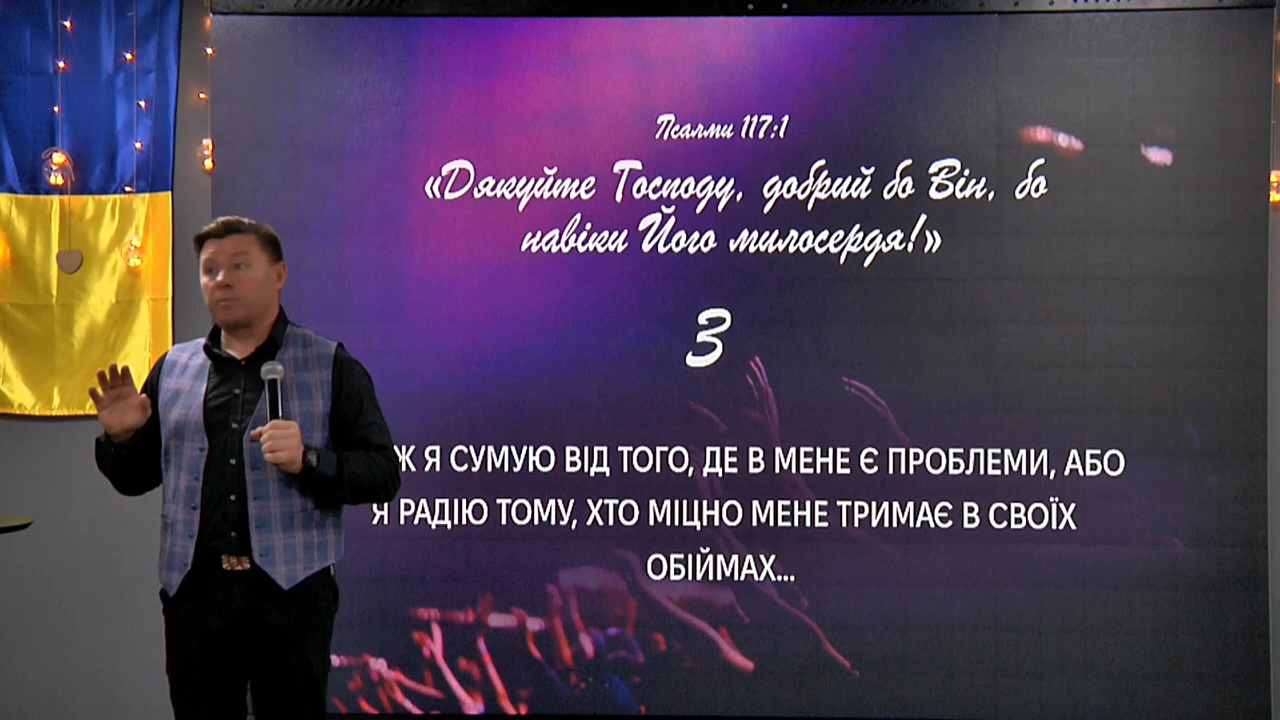 Псалми 117:1
«Дякуйте Господу, добрий бо Він, бо
навіки Його милосердя!»
3
Я СУМУЮ ВІД ТОГО, ДЕ В МЕНЕ Є ПРОБЛЕМИ, АБО
Я РАДІЮ ТОМУ, ХТО МІЦНО МЕНЕ ТРИМАЄ В СВОЇХ
ОБІЙМАХ...